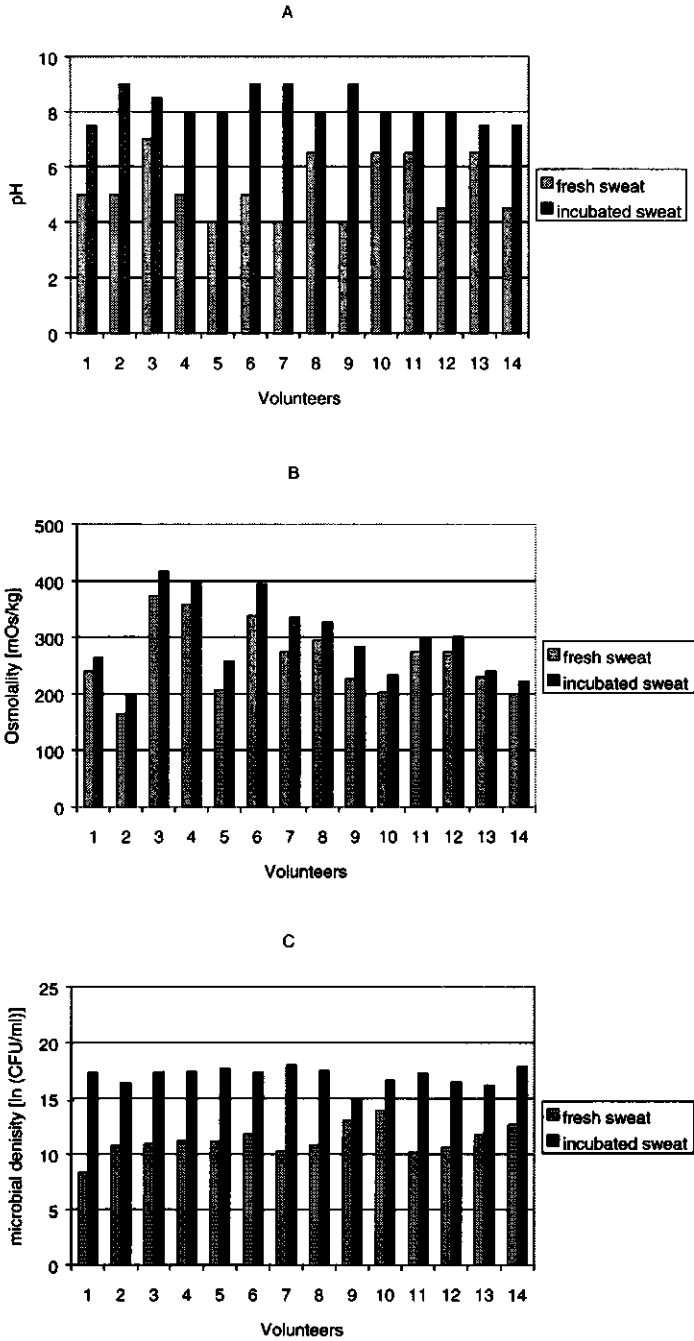 A
10
8
6
4
2
0
pH
1 2 3 4 5 6 7 8 9 10 11 12 13 14
Volunteers
fresh sweat
incubated sweat
B
500
400
300
200
100
0
Osmolality [mOs/kg]
1 2 3 4 5 6 7 8 9 10 11 12 13 14
Volunteers
fresh sweat
incubated sweat
C
25
20
15
10
5
0
microbial denisity [ln (CFU/ml)]
1 2 3 4 5 6 7 8 9 10 11 12 13 14
Volunteers
fresh sweat
incubated sweat